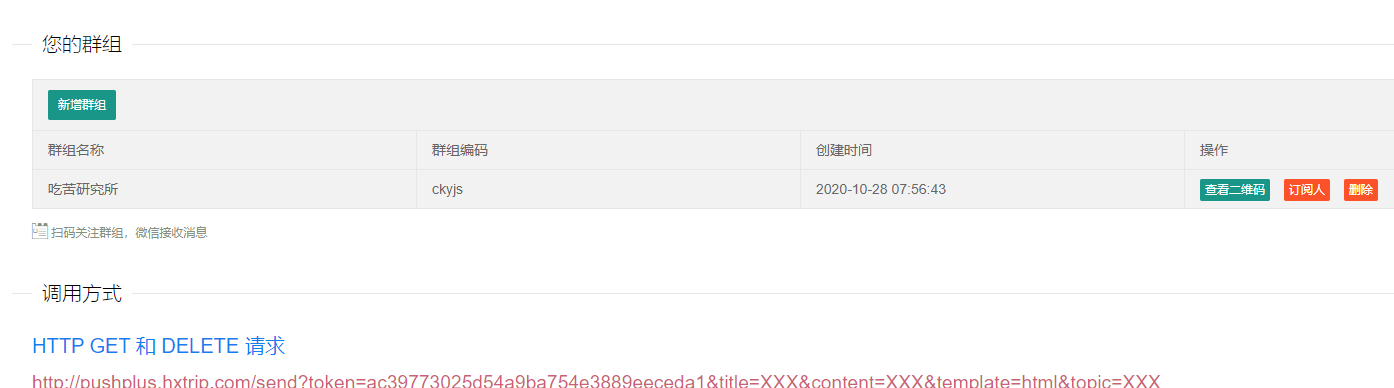 您的群组
新增群组
群组名称 群组编码 创建时间 操作
吃苦研究所 ckyjs 2020-10-28 07:56:43 查看二维码 订阅人 删除
扫码关注群组，微信接收消息
调用方式
HTTP GET 和 DELETE 请求
http://pushplus.hxtrip.com/send?token=ac39773025d54a9ba754e3889eeceda1&title=XXX&content=XXX&template=html&topic=XXX